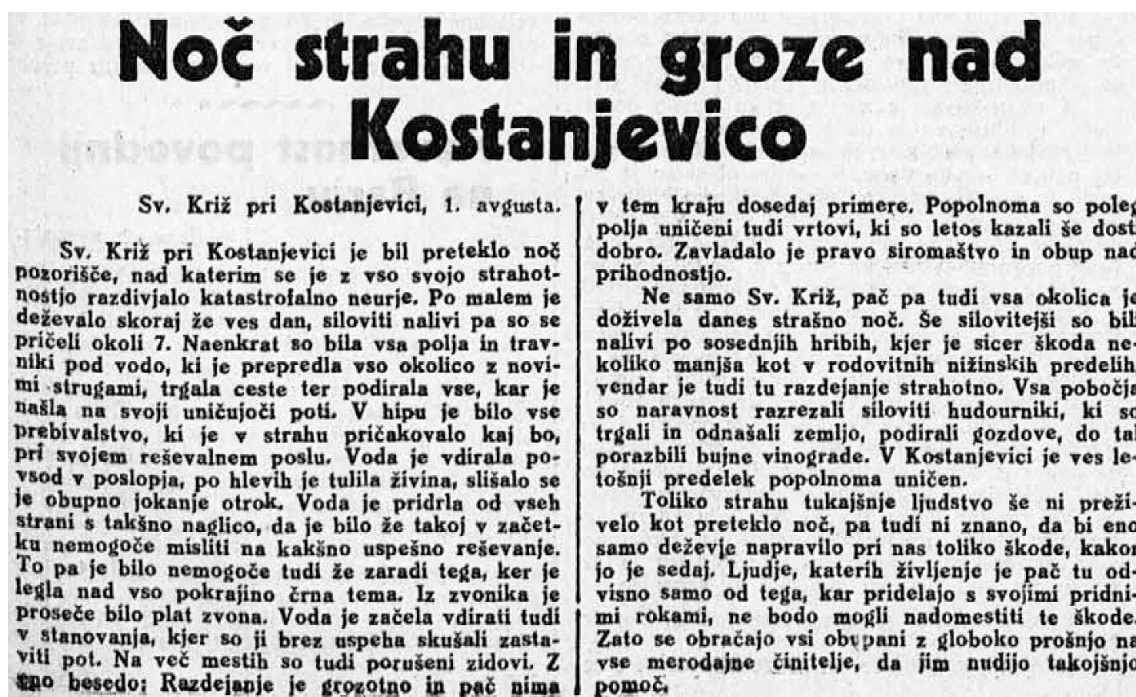 Noč strahu in groze nad
Kostanjevico
Sv. Križ pri Kostanjevici, 1. avgusta.
Sv. Križ pri Kostanjevici je bil preteklo noč
pozorišče, nad katerim se je z vso svojo strahot-
nostjo razdivjalo katastrofalno neurje. Po malem je
deževalo skoraj že ves dan, siloviti nalivi pa so se
pričeli okoli 7. Naenkrat so bila vsa polja in trav-
niki pod vodo, ki je prepredla vso okolico z novi-
mi strugami, trgala ceste ter podirala vse, kar je
našla na svoji uničujoči poti. V hipu je bilo vse
prebivalstvo, ki je v strahu pričakovalo kaj bo,
pri svojem reševalnem poslu. Voda je vdirala po-
vsod v poslopja, po hlevih je tulila živina, slišalo se
je obupno jokanje otrok. Voda je pridrla od vseh
strani s takšno naglico, da je bilo že takoj v začet-
ku nemogoče misliti na kakšno uspešno reševanje.
To pa je bilo nemogoče tudi že zaradi tega, ker je
legla nad vso pokrajino črna tema. Iz zvonika je
proseče bilo plat zvona. Voda je začela vdirati tudi
v stanovanja, kjer so ji brez uspeha skušali zasta-
viti pot. Na več mestih so tudi porušeni zidovi. Z
eno besedo: Razdejanje je grozotno in pač nima
v tem kraju dosedaj primere. Popolnoma so poleg
polja uničeni tudi vrtovi, ki so letos kazali še dosti
dobro. Zavladalo je pravo siromaštvo in obup nad
prihodnostjo.
Ne samo Sv. Križ, pač pa tudi vsa okolica je
doživela danes strašno noč. Še silovitejši so bili
nalivi po sosednjih hribih, kjer je sicer škoda ne-
koliko manjša kot v rodovitnih nižinskih predelih,
vendar je tudi tu razdejanje strahotno. Vsa pobočja
so naravnost razrezali siloviti hudourniki, ki so
trgali in odnašali zemljo, podirali gozdove, do tal
porazbili bujne vinograde. V Kostanjevici je ves le-
tošnji predelek popolnoma uničen.
Toliko strahu tukajšnje ljudstvo še ni preži-
velo kot preteklo noč, pa tudi ni znano, da bi eno
samo deževje napravilo pri nas toliko škode, kakor
jo je sedaj. Ljudje, katerih življenje je pač tu od-
visno samo od tega, kar pridelajo s svojimi pridni-
mi rokami, ne bodo mogli nadomestiti te škode.
Zato se obračajo vsi obupani z globoko prošnjo na
vse merodajne činitelje, da jim nudijo takojšnjo
pomoč.